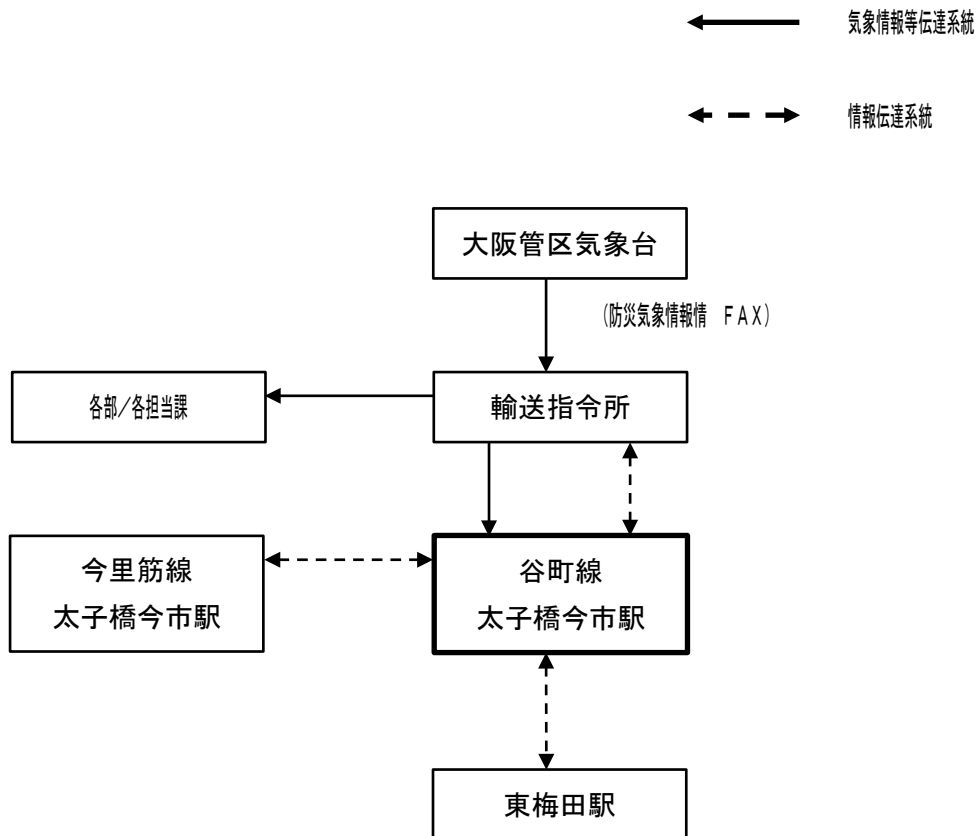 気象情報等伝達系統
情報伝達系統
大阪管区気象台
(防災気象情報情　ＦＡＸ)
各部／各担当課
輸送指令所
今里筋線
太子橋今市駅
谷町線
太子橋今市駅
東梅田駅